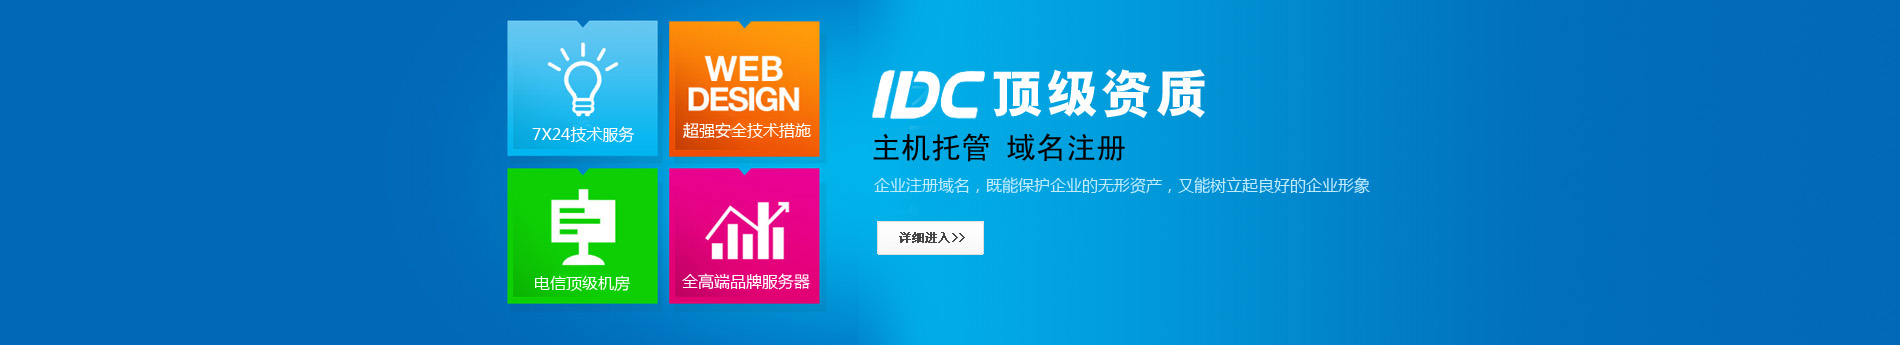 7X24技术服务
WEB
DESIGN
超强安全技术措施
电信顶级机房
全高端品牌服务器
IDC顶级资质
主机托管 域名注册
企业注册域名，既能保护企业的无形资产，又能树立起良好的企业形象
详细进入>>